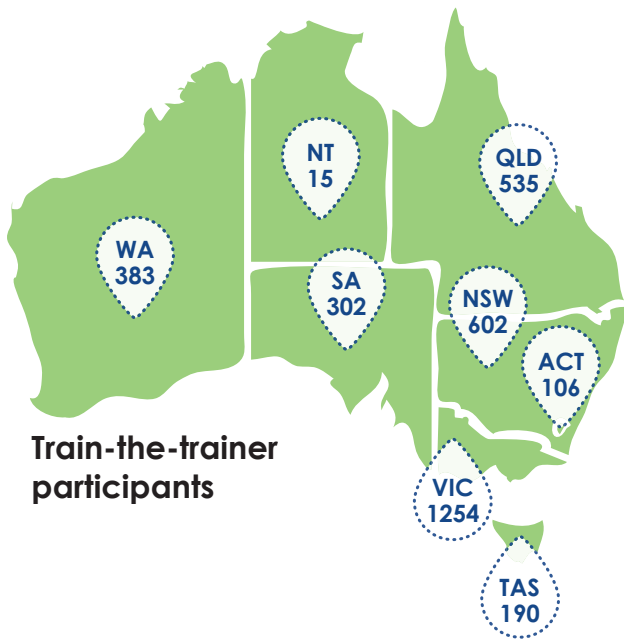 NT
15
QLD
535
WA
383
SA
302
NSW
602
ACT
106
Train-the-trainer
participants
VIC
1254
TAS
190